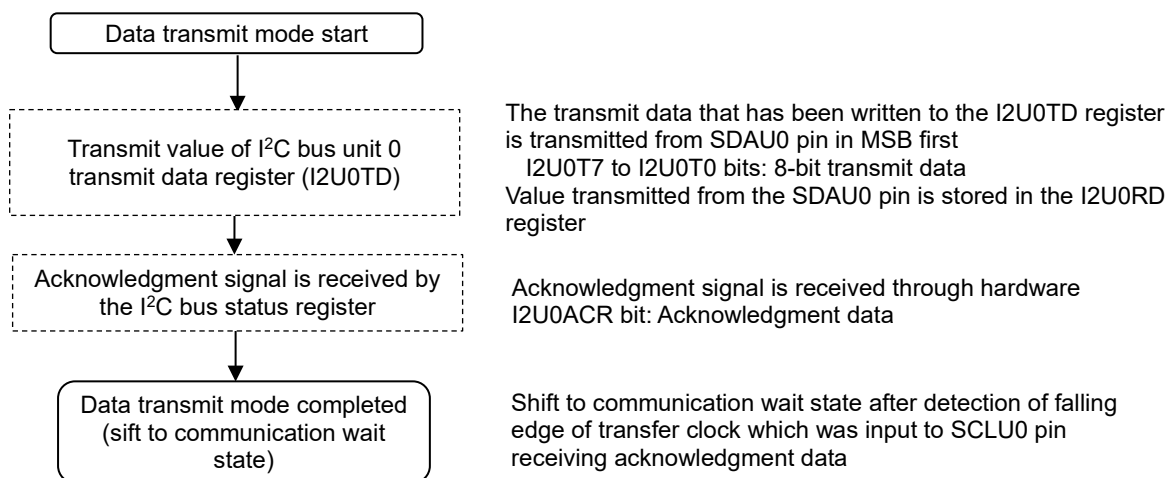 Data transmit mode start
Transmit value of I²C bus unit 0
transmit data register (I2U0TD)
The transmit data that has been written to the I2U0TD register
is transmitted from SDAU0 pin in MSB first
I2U0T7 to I2U0T0 bits: 8-bit transmit data
Value transmitted from the SDAU0 pin is stored in the I2U0RD
register
Acknowledgment signal is received by
the I²C bus status register
Acknowledgment signal is received through hardware
I2U0ACR bit: Acknowledgment data
Data transmit mode completed
(sift to communication wait
state)
Shift to communication wait state after detection of falling
edge of transfer clock which was input to SCLU0 pin
receiving acknowledgment data